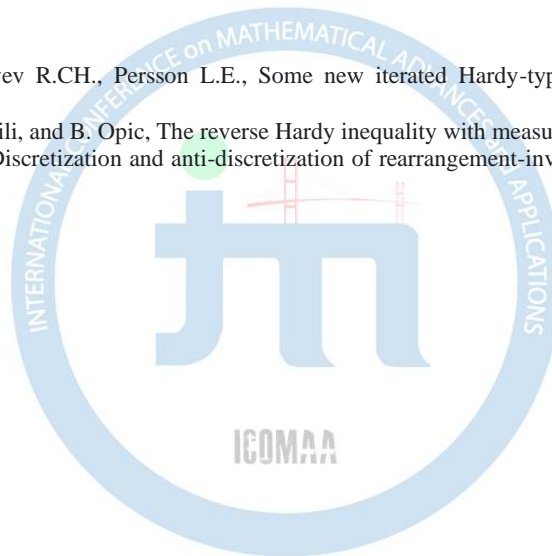 yev R.CH., Persson L.E., Some new iterated Hardy-typ
ili, and B. Opic, The reverse Hardy inequality with measu
Discretization and anti-discretization of rearrangement-inv
INTERNATIONAL CONFERENCE on MATHEMATICAL ADVANCES and APPLICATIONS
ICOMAA